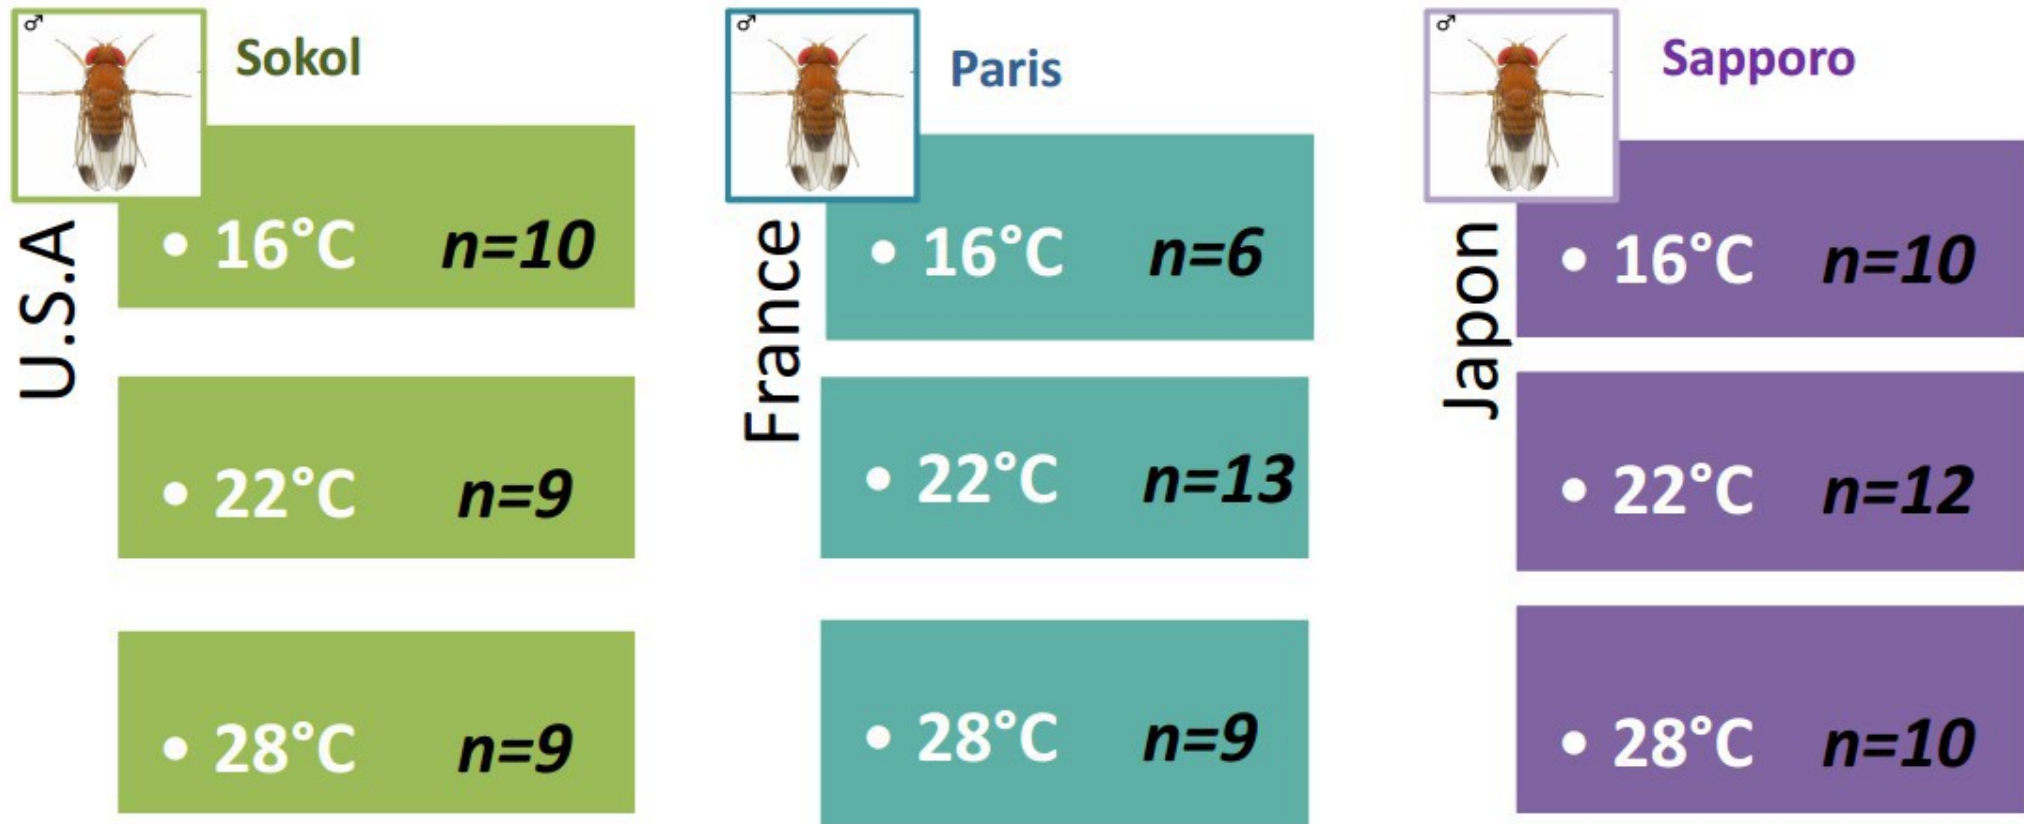 ♂
Sokol
U.S.A
• 16°C n=10
• 22°C n=9
• 28°C n=9
♂
Paris
France
• 16°C n=6
• 22°C n=13
• 28°C n=9
♂
Sapporo
Japon
• 16°C n=10
• 22°C n=12
• 28°C n=10